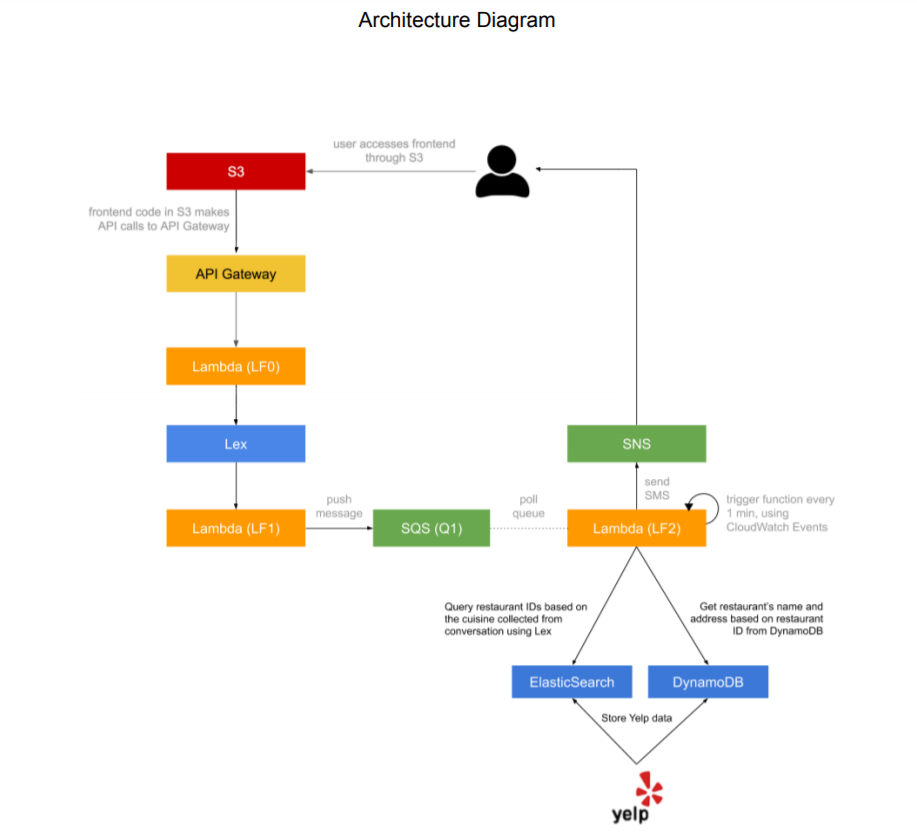 Architecture Diagram
user accesses frontend
through S3
S3
frontend code in S3 makes
API calls to API Gateway
API Gateway
Lambda (LF0)
Lex
SNS
send
SMS
push
message
poll
queue
trigger function every
1 min, using
CloudWatch Events
Lambda (LF1)
SQS (Q1)
Lambda (LF2)
Query restaurant IDs based on
the cuisine collected from
conversation using Lex
Get restaurant's name and
address based on restaurant
ID from DynamoDB
ElasticSearch
DynamoDB
Store Yelp data
yelp